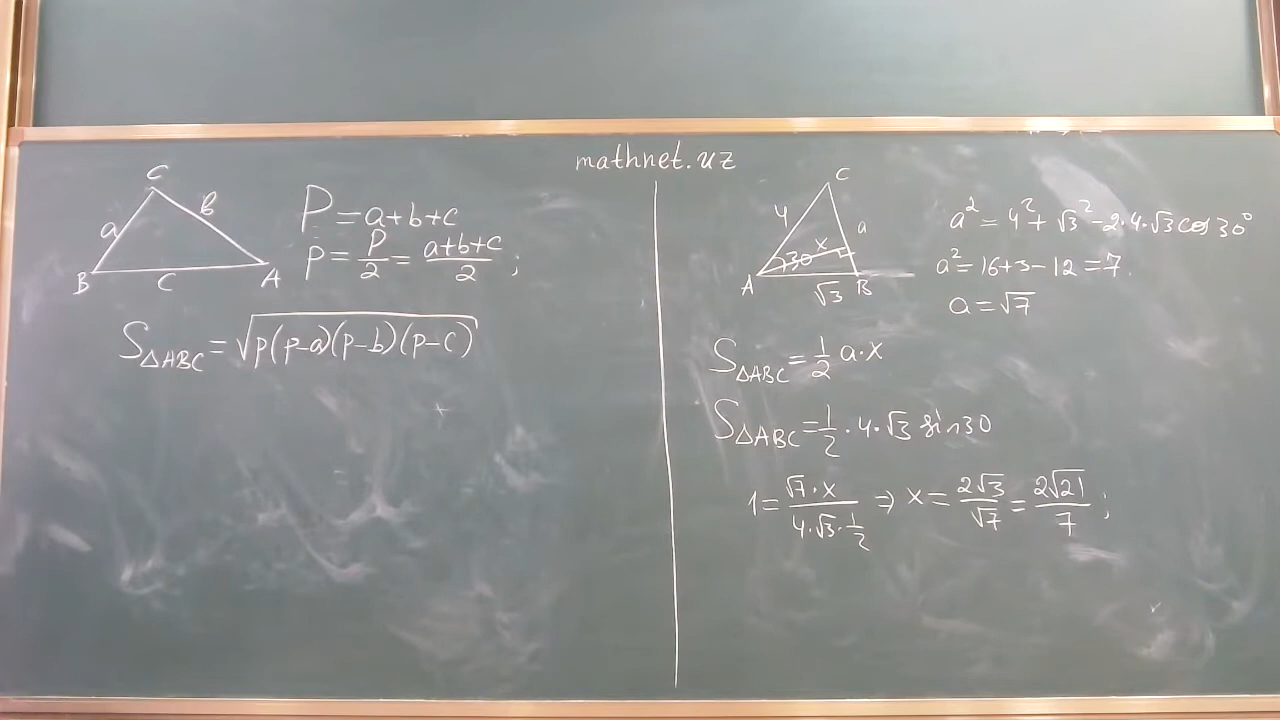 mathnet.uz
C
a b
B c A
P = a+b+c
p = P/2 = (a+b+c)/2 ;
S△ABC = √(p(p-a)(p-b)(p-c))
C
4 x a
30
A √3 B
a² = 4² + √3² - 2·4·√3 cos 30°
a² = 16+3-12 = 7.
a = √7
S△ABC = 1/2 a·x
S△ABC = 1/2 · 4·√3 sin30
1 = (√7·x)/(4·√3·1/2) ⇒ x = 2√3/√7 = 2√21/7 ;